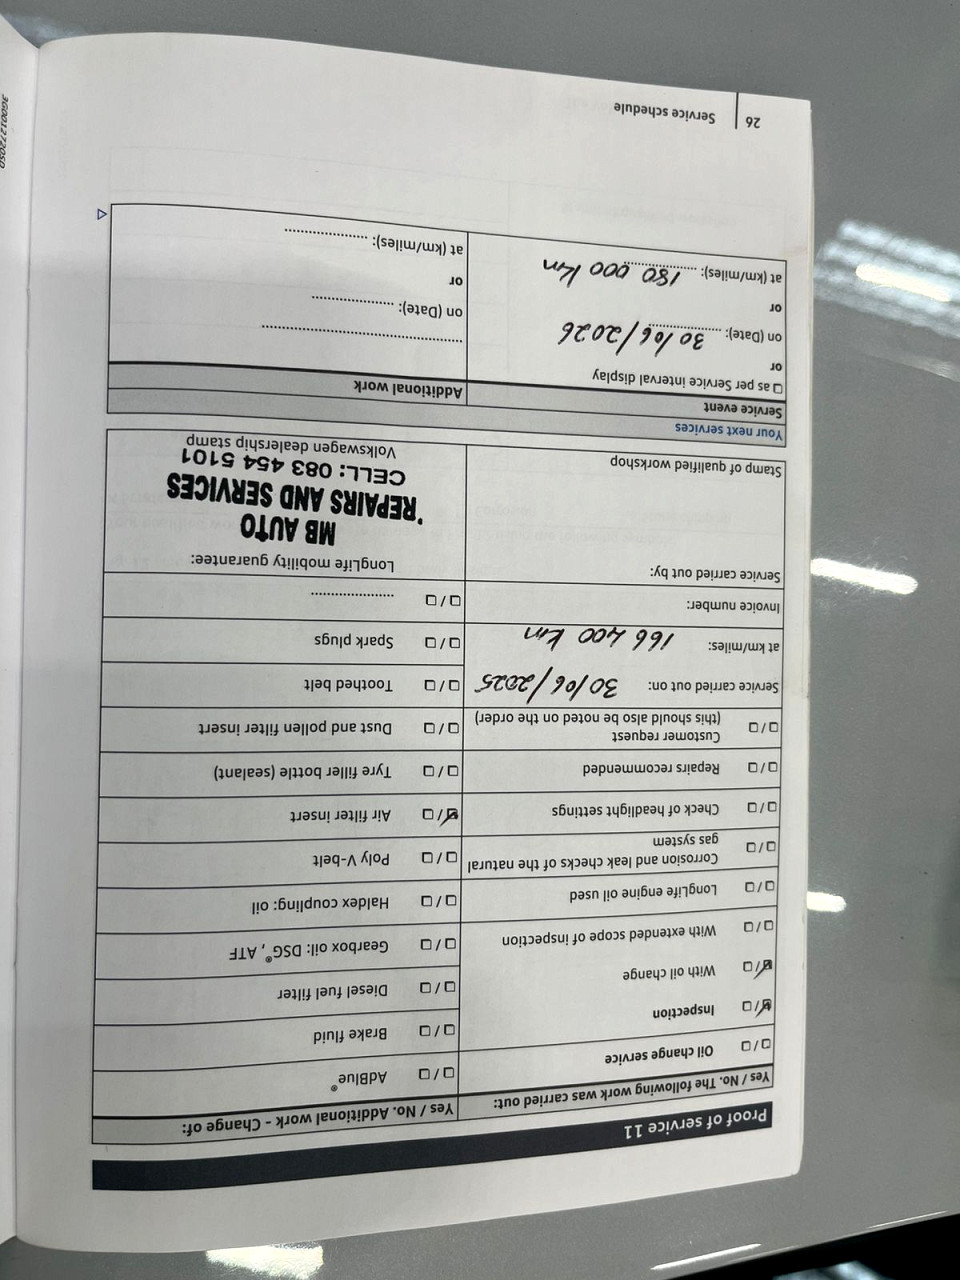 Proof of service 11
Yes / No. The following work was carried out:
☐/☐ Oil change service
☑/☐ Inspection
☑/☐ With oil change
☐/☐ With extended scope of inspection
☐/☐ LongLife engine oil used
☐/☐ Corrosion and leak checks of the natural
gas system
☐/☐ Check of headlight settings
☐/☐ Repairs recommended
☐/☐ Customer request
(this should also be noted on the order)
Service carried out on: 30/06/2025
at km/miles: 166 400 km
Invoice number:
Service carried out by:
Stamp of qualified workshop
Yes / No. Additional work - Change of:
☐/☐ AdBlue®
☐/☐ Brake fluid
☐/☐ Diesel fuel filter
☐/☐ Gearbox oil: DSG®, ATF
☐/☐ Haldex coupling: oil
☐/☐ Poly V-belt
☑/☐ Air filter insert
☐/☐ Tyre filler bottle (sealant)
☐/☐ Dust and pollen filter insert
☐/☐ Toothed belt
☐/☐ Spark plugs
☐/☐ ....................
LongLife mobility guarantee:
MB AUTO
REPAIRS AND SERVICES
CELL: 083 454 5101
Volkswagen dealership stamp
Your next services
Service event
☐ as per Service interval display
or
on (Date): 30/06/2026
or
at (km/miles): 180 000 km
Additional work
..................................................
on (Date): ....................
or
at (km/miles): ....................
26 Service schedule
3G0012720SD